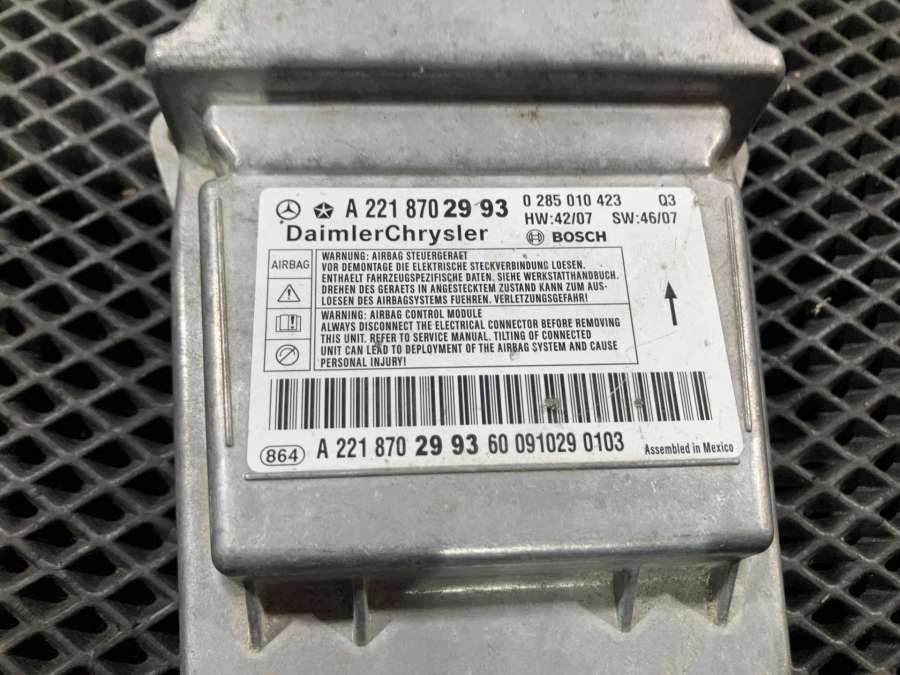 A 221 870 29 93 0 285 010 423 Q3
HW:42/07 SW:46/07
DaimlerChrysler BOSCH
AIRBAG
WARNUNG: AIRBAG STEUERGERAET
VOR DEMONTAGE DIE ELEKTRISCHE STECKVERBINDUNG LOESEN.
ENTHAELT FAHRZEUGSPEZIFISCHE DATEN. SIEHE WERKSTATTHANDBUCH.
DREHEN DES GERAETS IN ANGESTECKTEM ZUSTAND KANN ZUM AUS-
LOESEN DES AIRBAGSYSTEMS FUEHREN. VERLETZUNGSGEFAHR!
WARNING: AIRBAG CONTROL MODULE
ALWAYS DISCONNECT THE ELECTRICAL CONNECTOR BEFORE REMOVING
THIS UNIT. REFER TO SERVICE MANUAL. TILTING OF CONNECTED
UNIT CAN LEAD TO DEPLOYMENT OF THE AIRBAG SYSTEM AND CAUSE
PERSONAL INJURY!
864 A 221 870 29 93 60 091029 0103 Assembled in Mexico